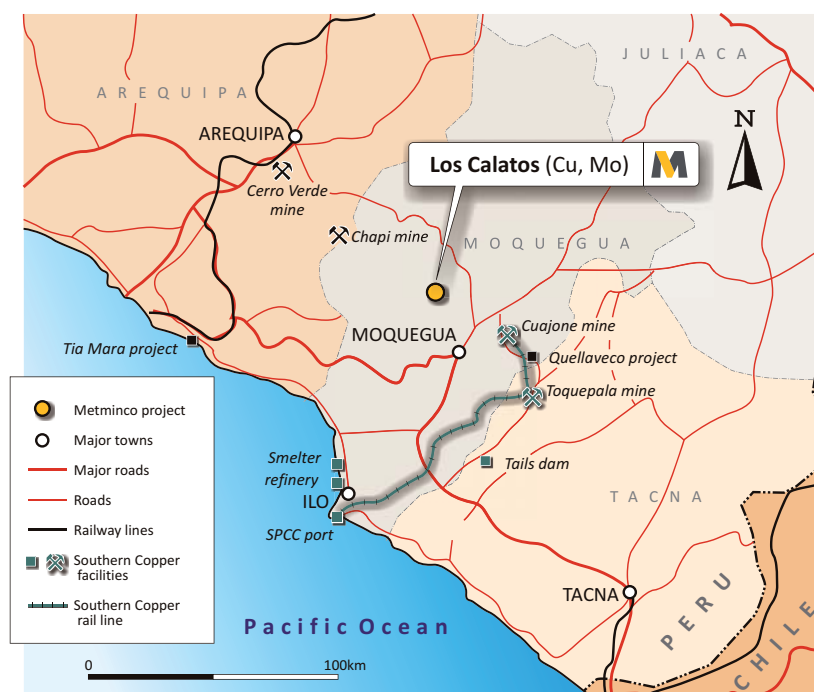 JULIACA
AREQUIPA
N
AREQUIPA
Los Calatos (Cu, Mo)
Cerro Verde
mine
Chapi mine
MOQUEGUA
Cuajone mine
MOQUEGUA
Tia Mara project
Quellaveco project
Toquepala mine
Metminco project
Major towns
Major roads
Roads
Railway lines
Southern Copper
facilities
Southern Copper
rail line
Smelter
refinery
ILO
SPCC port
Tails dam
TACNA
TACNA
PERU
CHILE
Pacific Ocean
0
100km